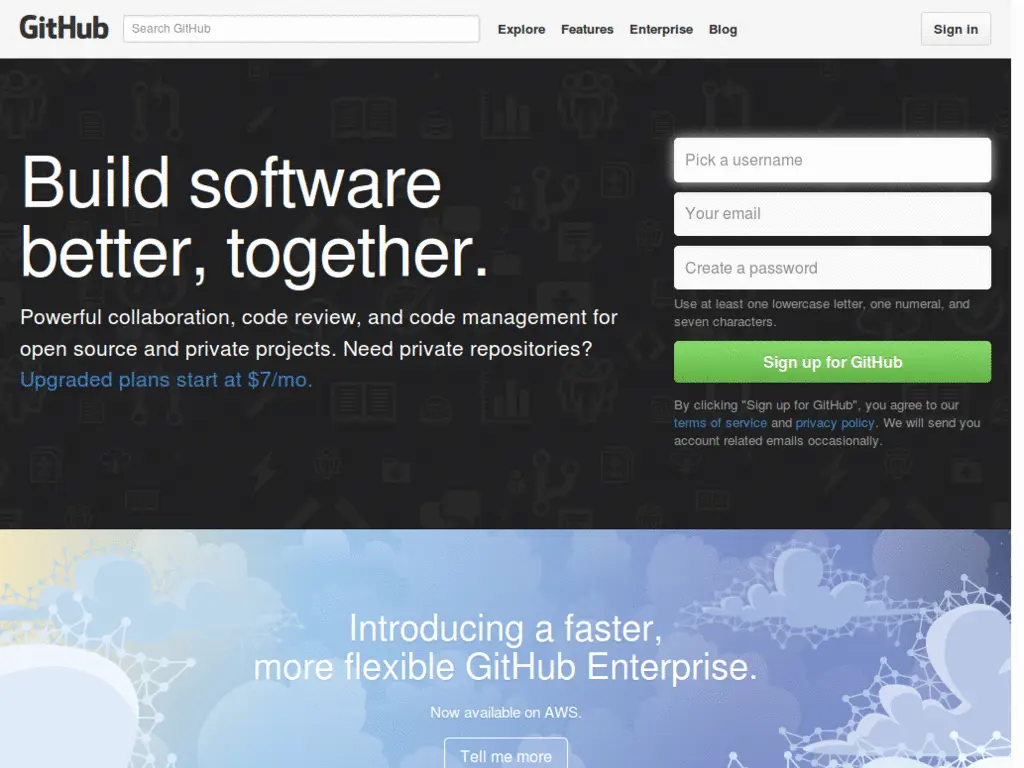 GitHub
Search GitHub
Explore
Features
Enterprise
Blog
Sign in
Build software
better, together.
Powerful collaboration, code review, and code management for
open source and private projects. Need private repositories?
Upgraded plans start at $7/mo.
Pick a username
Your email
Create a password
Use at least one lowercase letter, one numeral, and
seven characters.
Sign up for GitHub
By clicking "Sign up for GitHub", you agree to our
terms of service and privacy policy. We will send you
account related emails occasionally.
Introducing a faster,
more flexible GitHub Enterprise.
Now available on AWS.
Tell me more